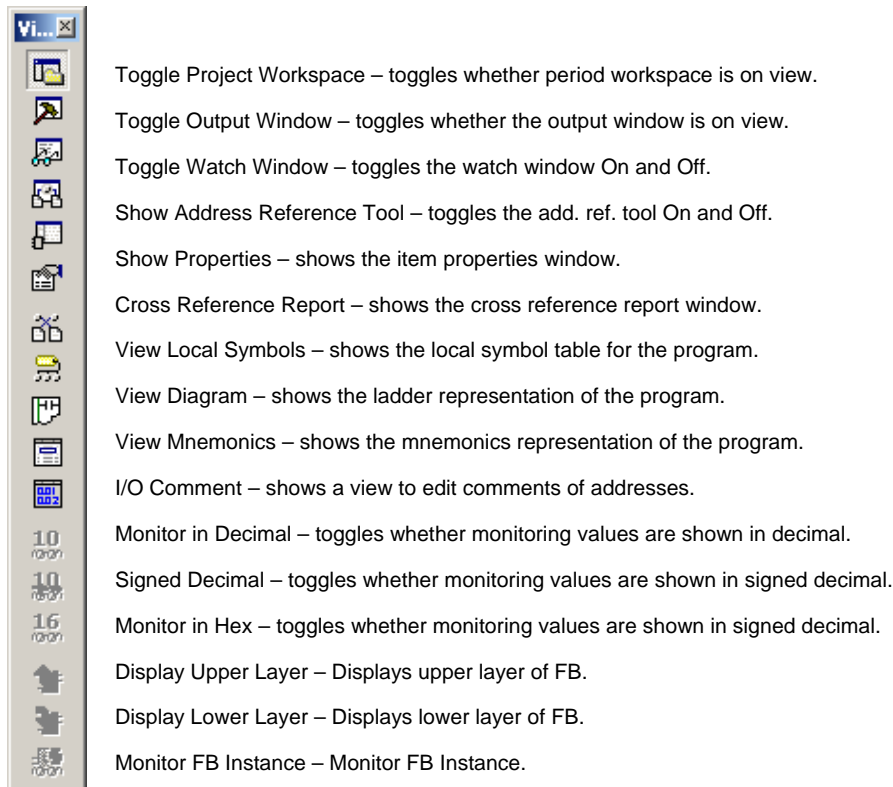 Vi...
Toggle Project Workspace – toggles whether period workspace is on view.
Toggle Output Window – toggles whether the output window is on view.
Toggle Watch Window – toggles the watch window On and Off.
Show Address Reference Tool – toggles the add. ref. tool On and Off.
Show Properties – shows the item properties window.
Cross Reference Report – shows the cross reference report window.
View Local Symbols – shows the local symbol table for the program.
View Diagram – shows the ladder representation of the program.
View Mnemonics – shows the mnemonics representation of the program.
I/O Comment – shows a view to edit comments of addresses.
10
Monitor in Decimal – toggles whether monitoring values are shown in decimal.
10
Signed Decimal – toggles whether monitoring values are shown in signed decimal.
16
Monitor in Hex – toggles whether monitoring values are shown in signed decimal.
Display Upper Layer – Displays upper layer of FB.
Display Lower Layer – Displays lower layer of FB.
Monitor FB Instance – Monitor FB Instance.